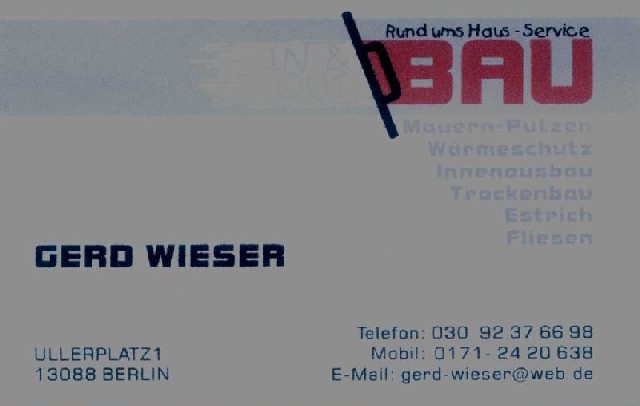 Rund ums Haus - Service
IN &
OUT
BAU
Mauern-Putzen
Wärmeschutz
Innenausbau
Trockenbau
Estrich
Fliesen
GERD WIESER
ULLERPLATZ1
13088 BERLIN
Telefon: 030 92 37 66 98
Mobil: 0171- 24 20 638
E-Mail: gerd-wieser@web.de